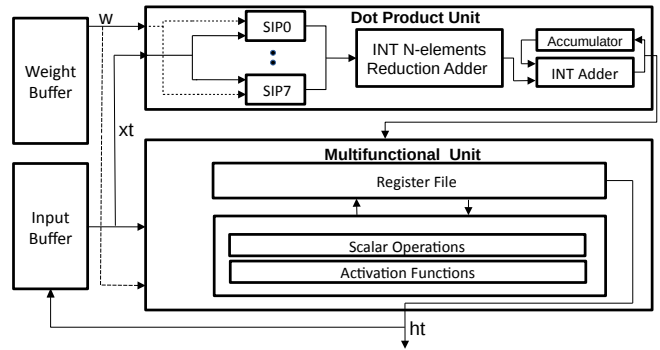 W
Dot Product Unit
SIP0
SIP7
INT N-elements
Reduction Adder
Accumulator
INT Adder
Weight
Buffer
xt
Multifunctional Unit
Register File
Input
Buffer
Scalar Operations
Activation Functions
ht